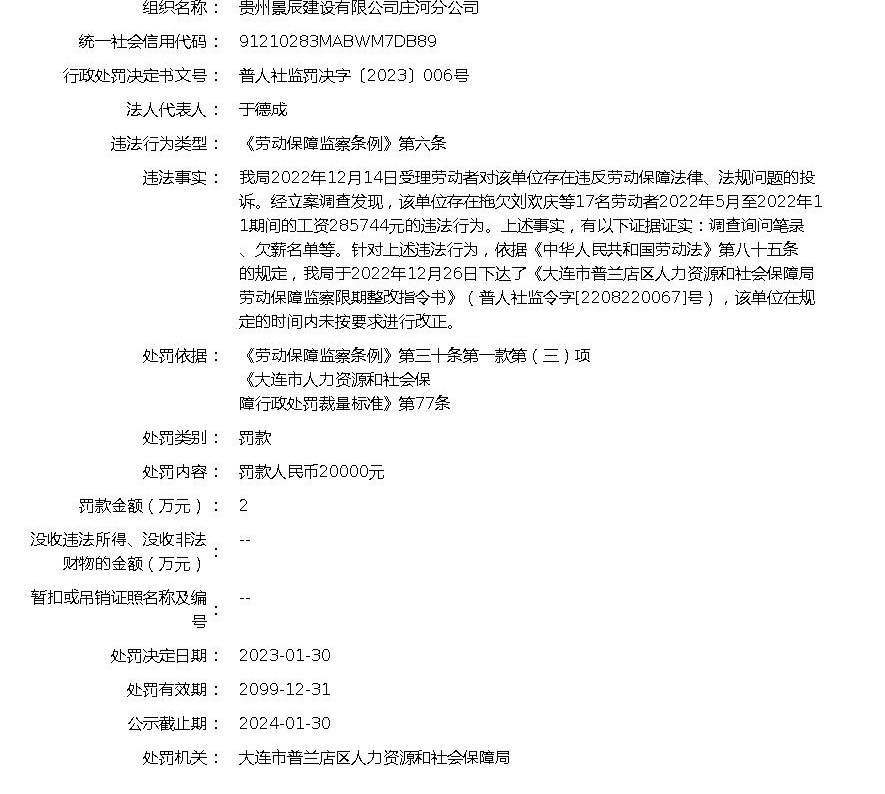 组织名称： 贵州景辰建设有限公司庄河分公司
统一社会信用代码： 91210283MABWM7DB89
行政处罚决定书文号： 普人社监罚决字〔2023〕006号
法人代表人： 于德成
违法行为类型： 《劳动保障监察条例》第六条
违法事实： 我局2022年12月14日受理劳动者对该单位存在违反劳动保障法律、法规问题的投
诉。经立案调查发现，该单位存在拖欠刘欢庆等17名劳动者2022年5月至2022年1
1期间的工资285744元的违法行为。上述事实，有以下证据证实：调查询问笔录
、欠薪名单等。针对上述违法行为，依据《中华人民共和国劳动法》第八十五条
的规定，我局于2022年12月26日下达了《大连市普兰店区人力资源和社会保障局
劳动保障监察限期整改指令书》（普人社监令字[2208220067]号），该单位在规
定的时间内未按要求进行改正。
处罚依据： 《劳动保障监察条例》第三十条第一款第（三）项
《大连市人力资源和社会保
障行政处罚裁量标准》第77条
处罚类别： 罚款
处罚内容： 罚款人民币20000元
罚款金额（万元）： 2
没收违法所得、没收非法
财物的金额（万元）： --
暂扣或吊销证照名称及编
号： --
处罚决定日期： 2023-01-30
处罚有效期： 2099-12-31
公示截止期： 2024-01-30
处罚机关： 大连市普兰店区人力资源和社会保障局